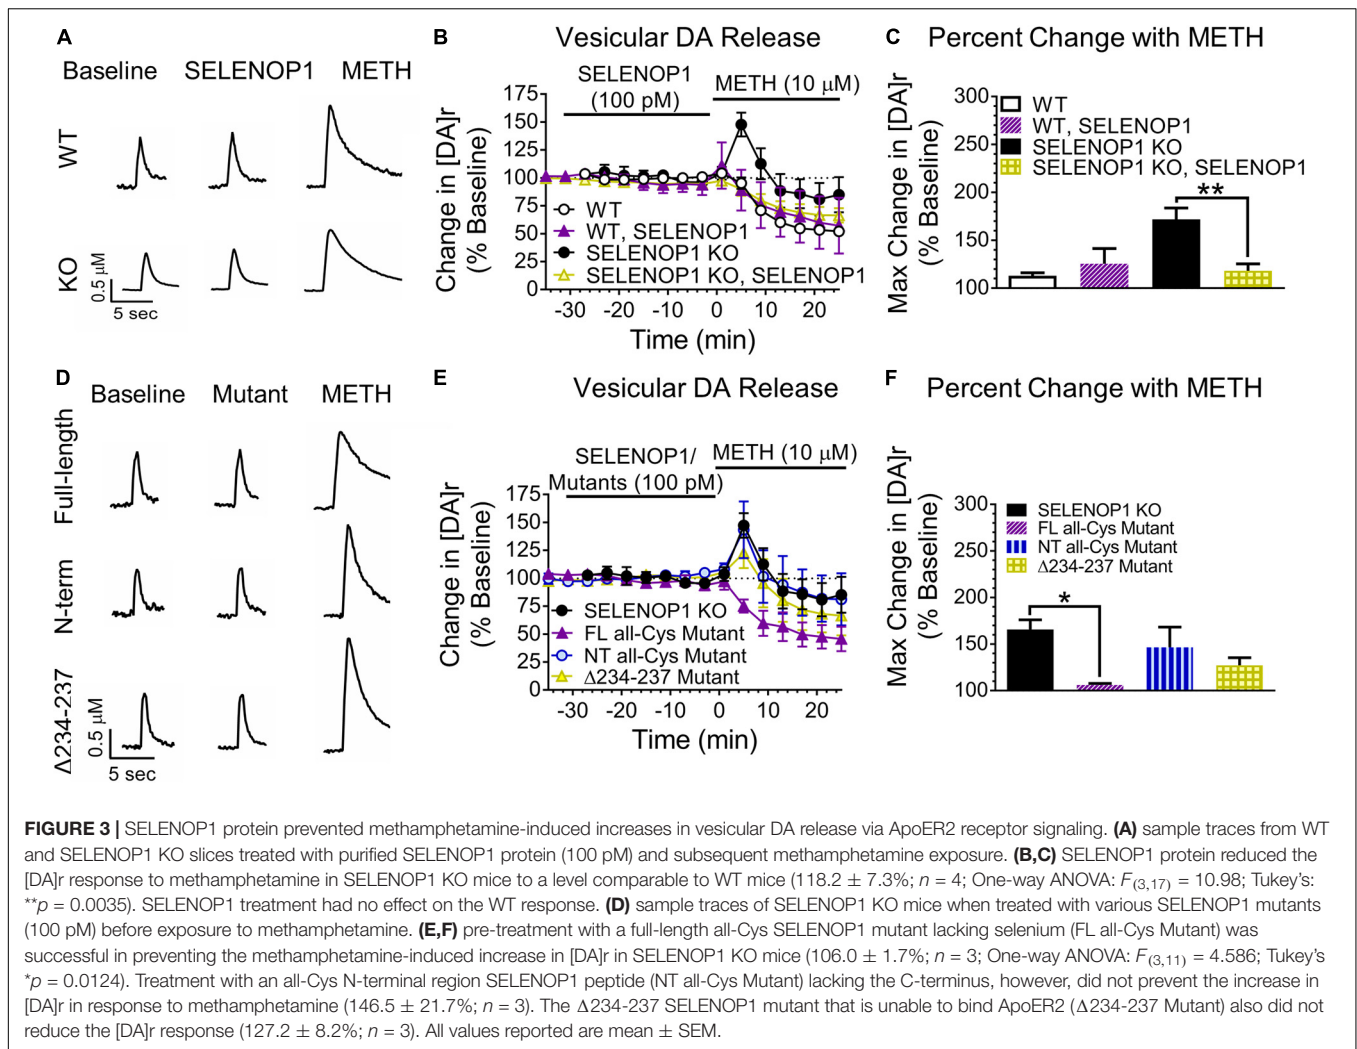 A
Baseline SELENOP1 METH
WT
KO
0.5 μM
5 sec
B Vesicular DA Release
SELENOP1
(100 pM)
METH (10 μM)
Change in [DA]r
(% Baseline)
175
150
125
100
75
50
25
0
WT
WT, SELENOP1
SELENOP1 KO
SELENOP1 KO, SELENOP1
-30 -20 -10 0 10 20
Time (min)
C Percent Change with METH
Max Change in [DA]r
(% Baseline)
300
250
200
150
100
WT
WT, SELENOP1
SELENOP1 KO
SELENOP1 KO, SELENOP1
**
D
Baseline Mutant METH
Full-length
N-term
Δ234-237
0.5 μM
5 sec
E Vesicular DA Release
SELENOP1/
Mutants (100 pM)
METH (10 μM)
Change in [DA]r
(% Baseline)
175
150
125
100
75
50
25
0
SELENOP1 KO
FL all-Cys Mutant
NT all-Cys Mutant
Δ234-237 Mutant
-30 -20 -10 0 10 20
Time (min)
F Percent Change with METH
Max Change in [DA]r
(% Baseline)
300
250
200
150
100
SELENOP1 KO
FL all-Cys Mutant
NT all-Cys Mutant
Δ234-237 Mutant
*
FIGURE 3 | SELENOP1 protein prevented methamphetamine-induced increases in vesicular DA release via ApoER2 receptor signaling. (A) sample traces from WT
and SELENOP1 KO slices treated with purified SELENOP1 protein (100 pM) and subsequent methamphetamine exposure. (B,C) SELENOP1 protein reduced the
[DA]r response to methamphetamine in SELENOP1 KO mice to a level comparable to WT mice (118.2 ± 7.3%; n = 4; One-way ANOVA: F(3,17) = 10.98; Tukey's:
**p = 0.0035). SELENOP1 treatment had no effect on the WT response. (D) sample traces of SELENOP1 KO mice when treated with various SELENOP1 mutants
(100 pM) before exposure to methamphetamine. (E,F) pre-treatment with a full-length all-Cys SELENOP1 mutant lacking selenium (FL all-Cys Mutant) was
successful in preventing the methamphetamine-induced increase in [DA]r in SELENOP1 KO mice (106.0 ± 1.7%; n = 3; One-way ANOVA: F(3,11) = 4.586; Tukey's
*p = 0.0124). Treatment with an all-Cys N-terminal region SELENOP1 peptide (NT all-Cys Mutant) lacking the C-terminus, however, did not prevent the increase in
[DA]r in response to methamphetamine (146.5 ± 21.7%; n = 3). The Δ234-237 SELENOP1 mutant that is unable to bind ApoER2 (Δ234-237 Mutant) also did not
reduce the [DA]r response (127.2 ± 8.2%; n = 3). All values reported are mean ± SEM.